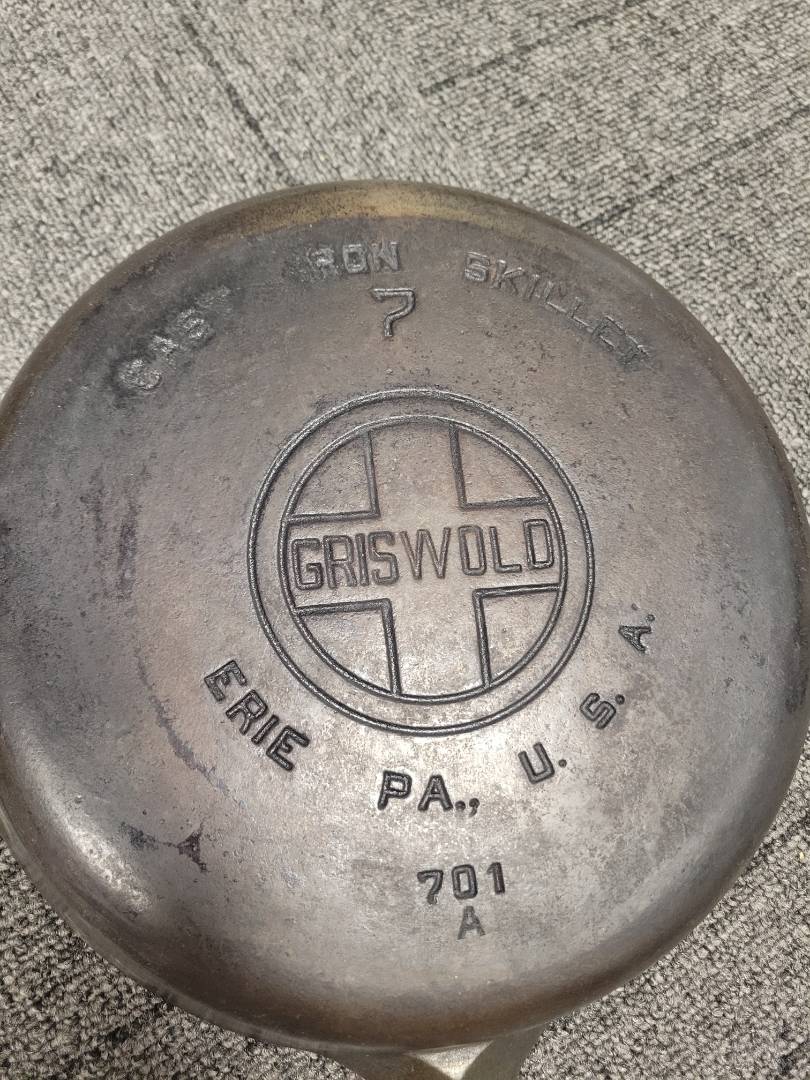 CAST IRON SKILLET
7
GRISWOLD
ERIE PA., U.S.A.
701
A